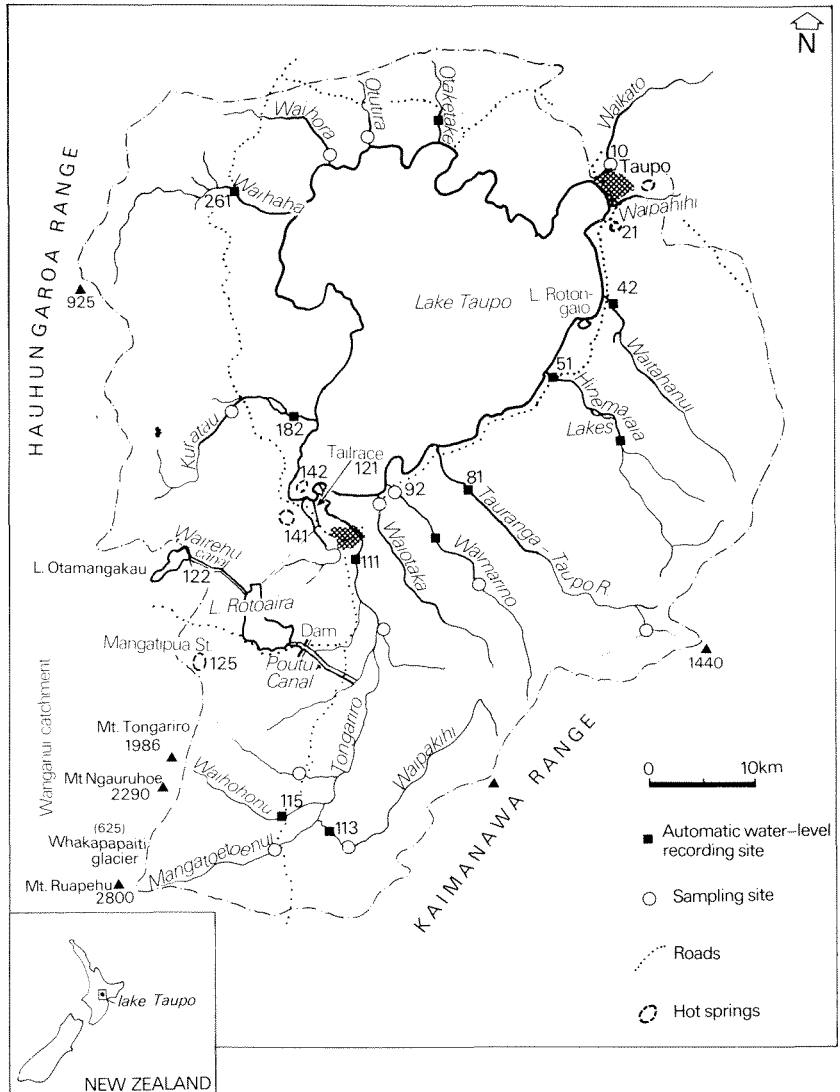 N
Waihora
Otutira
Otaketake
Waikato
10
Taupo
Waihaha
261
Waipahihi
21
HAUHUNGAROA RANGE
925
Lake Taupo
L. Roton-
gaio
42
Waitahanui
51
Hinemaiaia
Lakes
Kuratau
182
Tailrace
121
142
141
92
81
Tauranga-Taupo R.
Waimarino
Waiotaka
111
Wairehu
canal
L. Otamangakau
122
L. Rotoaira
Mangatipua St.
125
Dam
Poutu
Canal
1440
Wanganui catchment
Mt. Tongariro
1986
Mt Ngauruhoe
2290
(625)
Whakapapaiti
glacier
Mt. Ruapehu
2800
Tongariro
Waipakihi
Waihohonu
115
113
Mangatoetoenui
KAIMANAWA RANGE
0 10km
Automatic water-level
recording site
Sampling site
Roads
Hot springs
lake Taupo
NEW ZEALAND